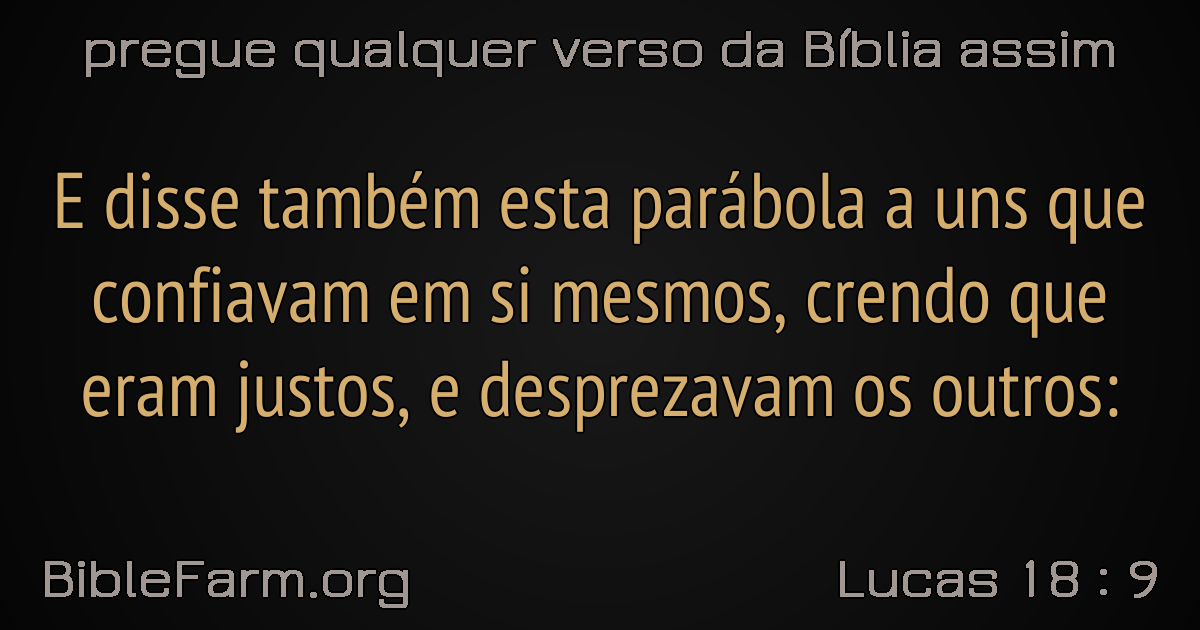 pregue qualquer verso da Bíblia assim
E disse também esta parábola a uns que
confiavam em si mesmos, crendo que
eram justos, e desprezavam os outros:
BibleFarm.org
Lucas 18 : 9